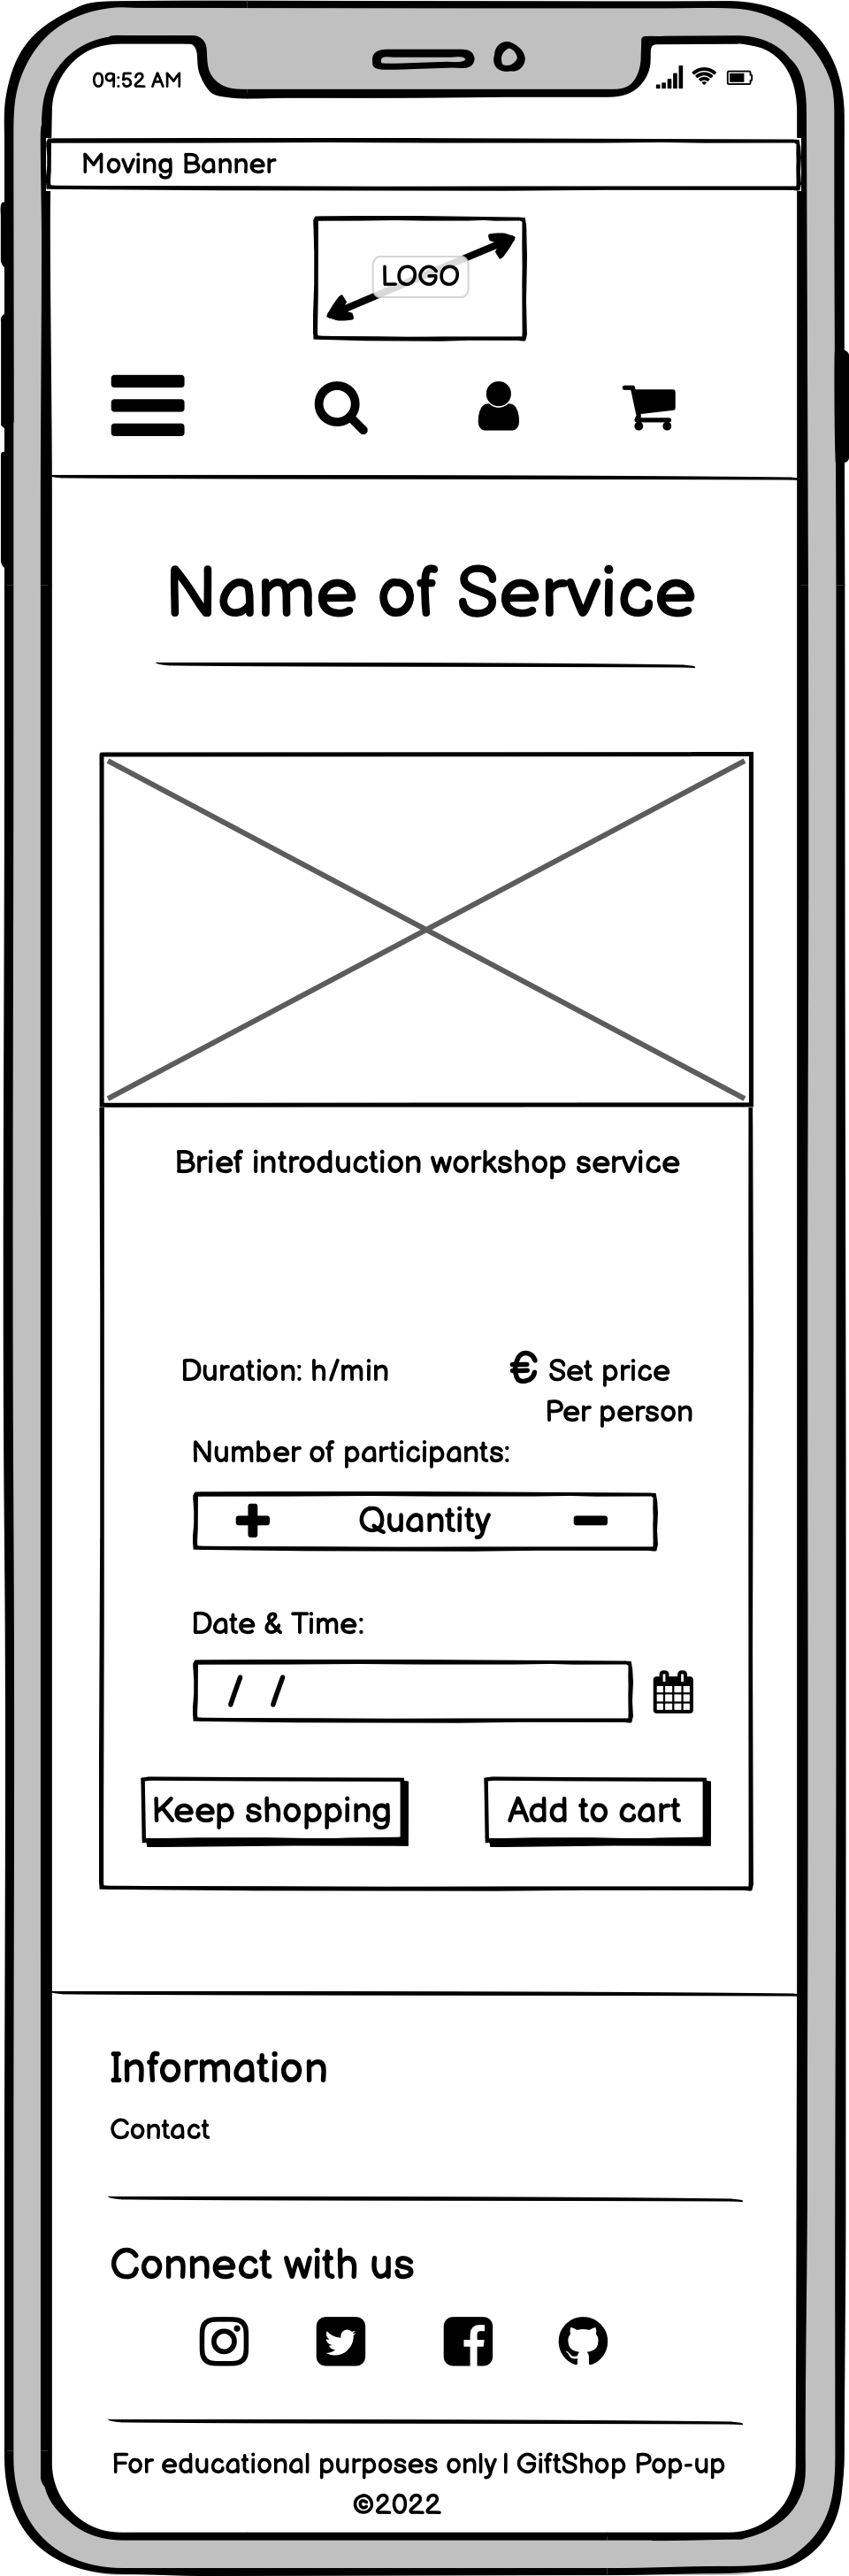 09:52 AM
Moving Banner
LOGO
Name of Service
Brief introduction workshop service
Duration: h/min
€ Set price
Per person
Number of participants:
+ Quantity −
Date & Time:
/ /
Keep shopping
Add to cart
Information
Contact
Connect with us
For educational purposes only | GiftShop Pop-up
©2022